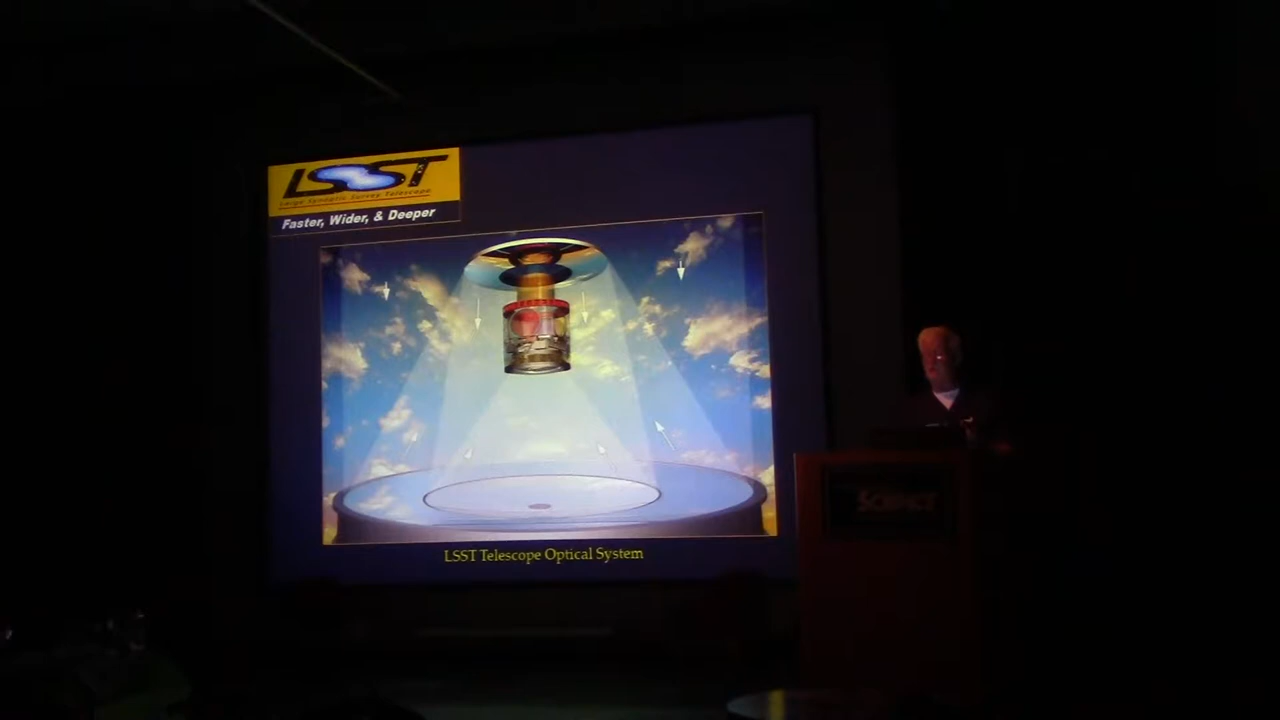 LSST
Large Synoptic Survey Telescope
Faster, Wider, & Deeper
LSST Telescope Optical System
SCIENCE